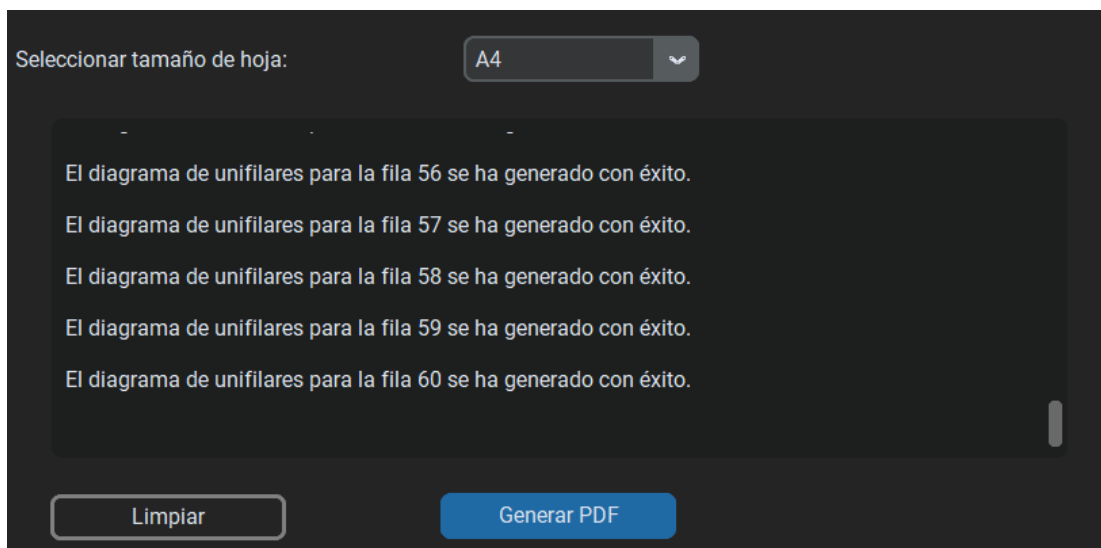 Seleccionar tamaño de hoja:
A4
El diagrama de unifilares para la fila 56 se ha generado con éxito.
El diagrama de unifilares para la fila 57 se ha generado con éxito.
El diagrama de unifilares para la fila 58 se ha generado con éxito.
El diagrama de unifilares para la fila 59 se ha generado con éxito.
El diagrama de unifilares para la fila 60 se ha generado con éxito.
Limpiar
Generar PDF